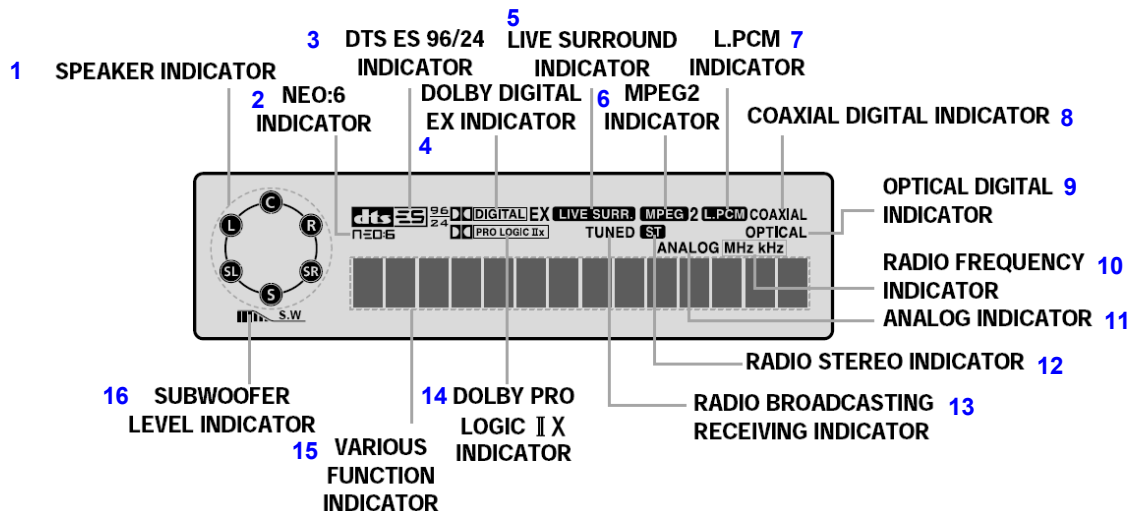 1 SPEAKER INDICATOR
2 NEO:6
INDICATOR
3 DTS ES 96/24
INDICATOR
4
DOLBY DIGITAL
EX INDICATOR
5
LIVE SURROUND
INDICATOR
6 MPEG2
INDICATOR
L.PCM 7
INDICATOR
COAXIAL DIGITAL INDICATOR 8
OPTICAL DIGITAL 9
INDICATOR
RADIO FREQUENCY 10
INDICATOR
ANALOG INDICATOR 11
RADIO STEREO INDICATOR 12
RADIO BROADCASTING 13
RECEIVING INDICATOR
14 DOLBY PRO
LOGIC Ⅱ X
INDICATOR
15 VARIOUS
FUNCTION
INDICATOR
16 SUBWOOFER
LEVEL INDICATOR
C
L R
SL SR
S
S.W
dts ES 96 24 DIGITAL EX LIVE SURR. MPEG 2 L.PCM COAXIAL
NEO:6 PRO LOGIC IIx TUNED ST OPTICAL
ANALOG MHz kHz